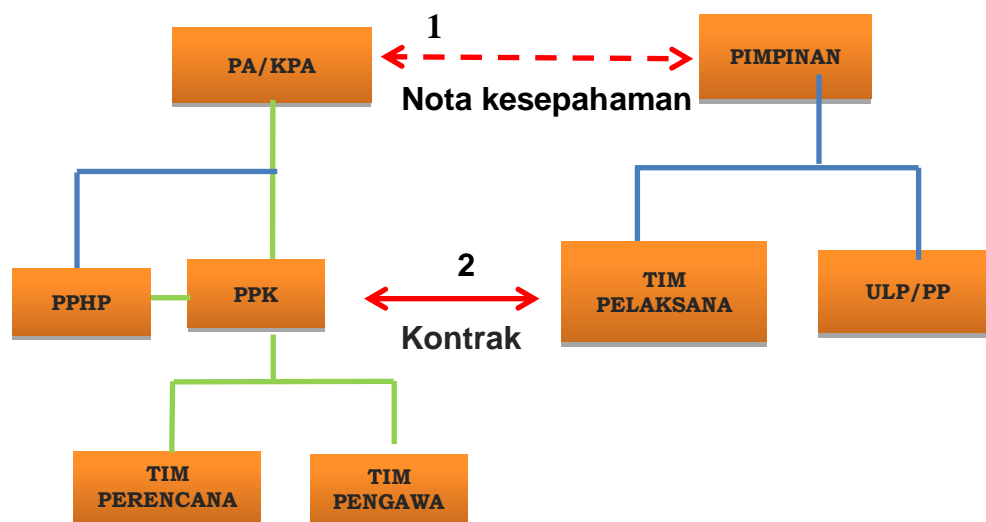 1
PA/KPA
PIMPINAN
Nota kesepahaman
2
PPHP
PPK
TIM
PELAKSANA
ULP/PP
Kontrak
TIM
PERENCANA
TIM
PENGAWA